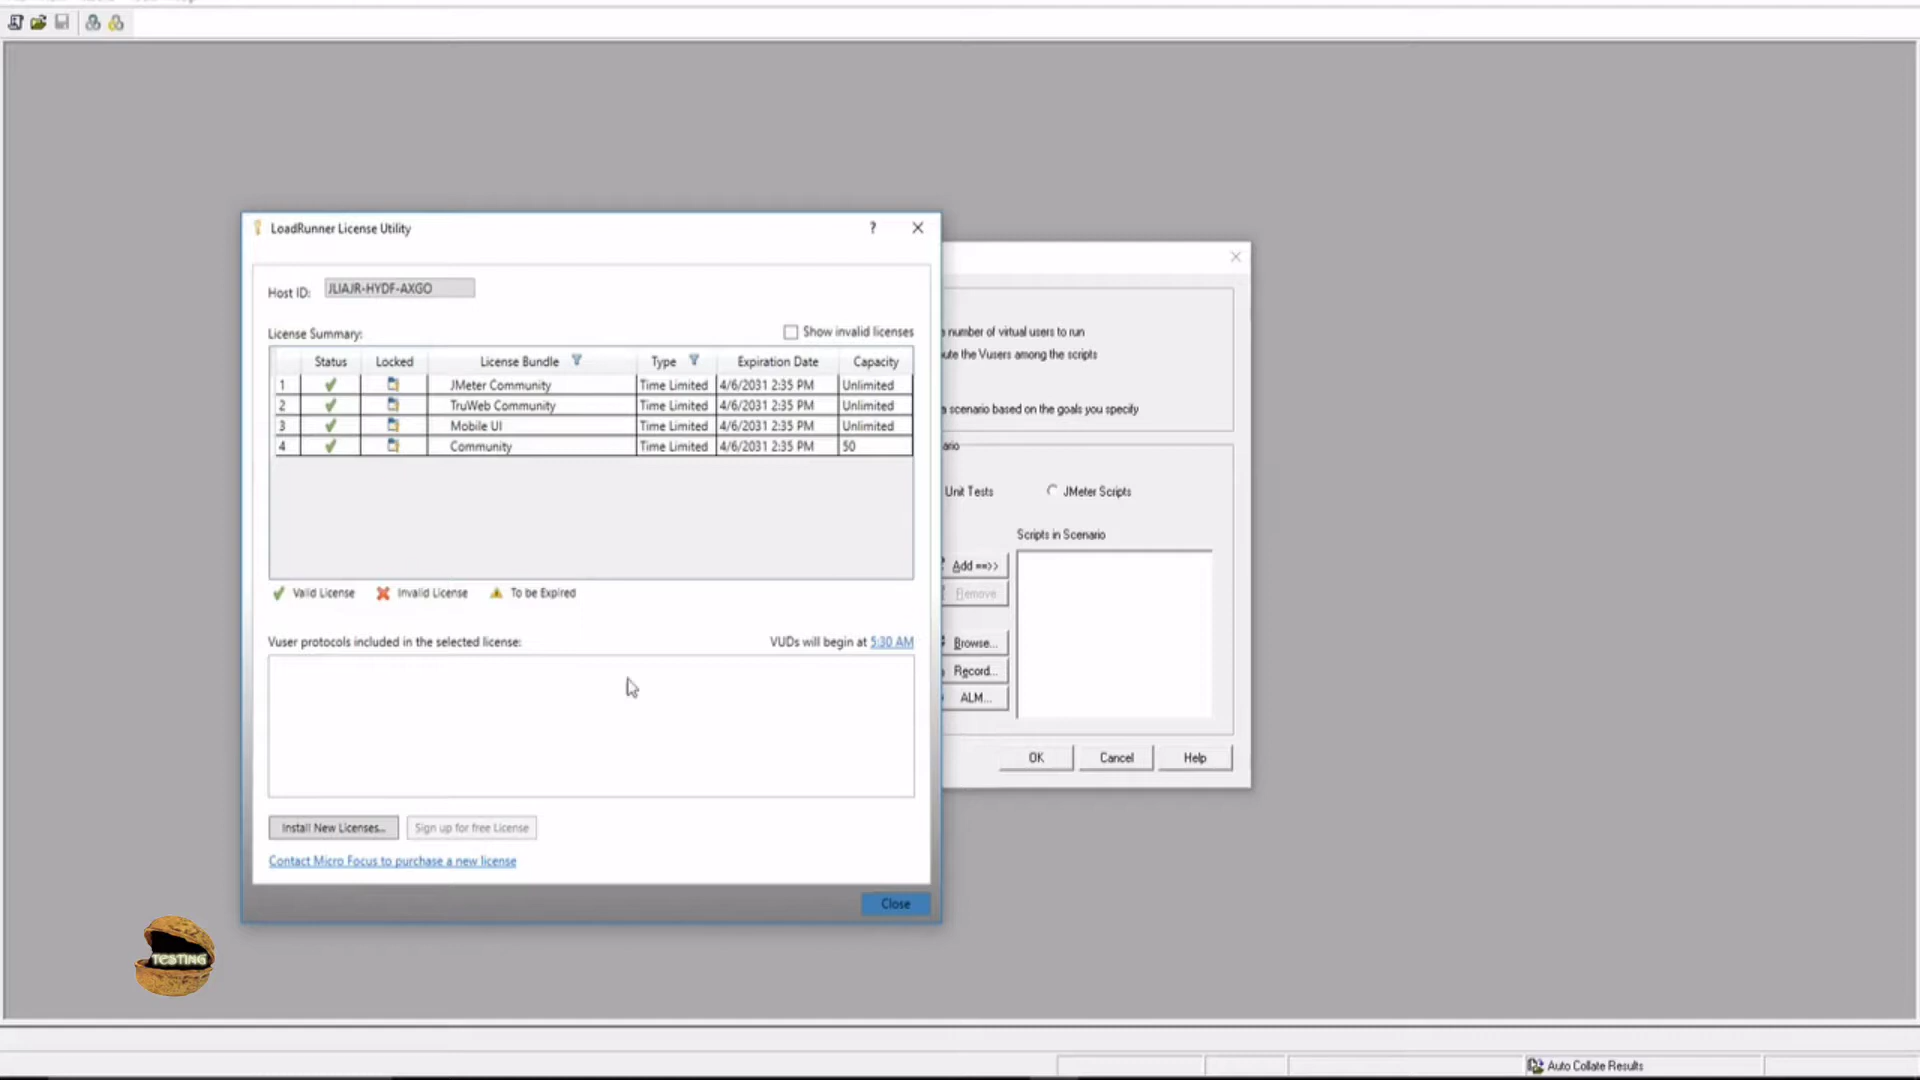 LoadRunner License Utility
?
Host ID: JLIAJR-HYDF-AXGO
License Summary:
Show invalid licenses
Status Locked License Bundle Type Expiration Date Capacity
1 JMeter Community Time Limited 4/6/2031 2:35 PM Unlimited
2 TruWeb Community Time Limited 4/6/2031 2:35 PM Unlimited
3 Mobile UI Time Limited 4/6/2031 2:35 PM Unlimited
4 Community Time Limited 4/6/2031 2:35 PM 50
Valid License Invalid License To be Expired
Vuser protocols included in the selected license:
VUDs will begin at 5:30 AM
Install New Licenses...
Sign up for free License
Contact Micro Focus to purchase a new license
Close
number of virtual users to run
ute the Vusers among the scripts
a scenario based on the goals you specify
ario
Unit Tests
JMeter Scripts
Scripts in Scenario
Add ==>>
Remove
Browse...
Record...
ALM...
OK
Cancel
Help
TESTING
Auto Collate Results